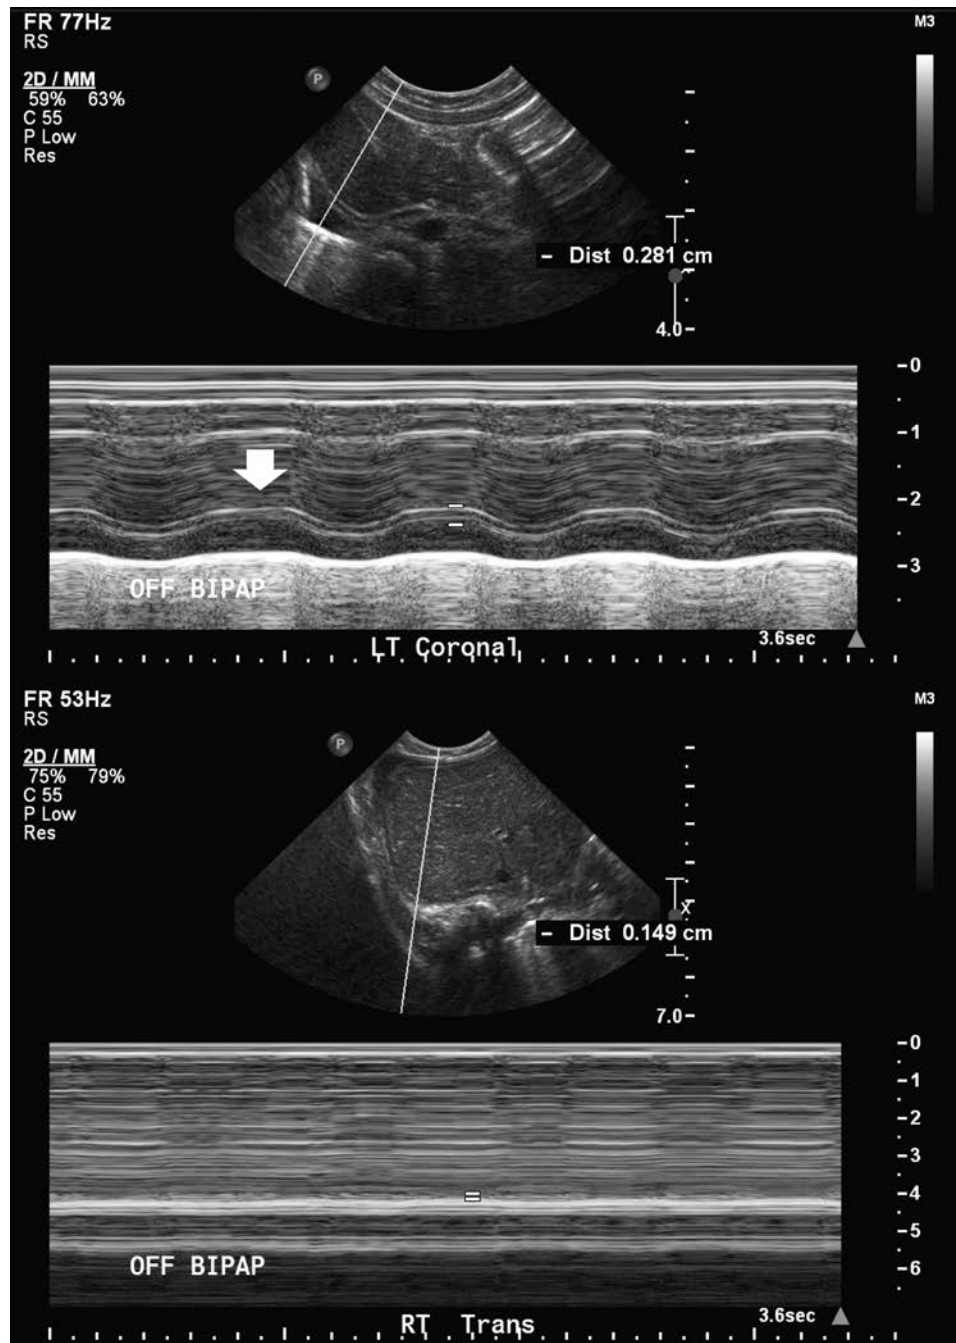 FR 77Hz
RS
M3
P
2D / MM
59% 63%
C 55
P Low
Res
Dist 0.281 cm
4.0
0
1
2
3
OFF BIPAP
3.6sec
LT Coronal
FR 53Hz
RS
M3
P
2D / MM
75% 79%
C 55
P Low
Res
X
Dist 0.149 cm
7.0
0
1
2
3
4
5
6
OFF BIPAP
3.6sec
RT Trans